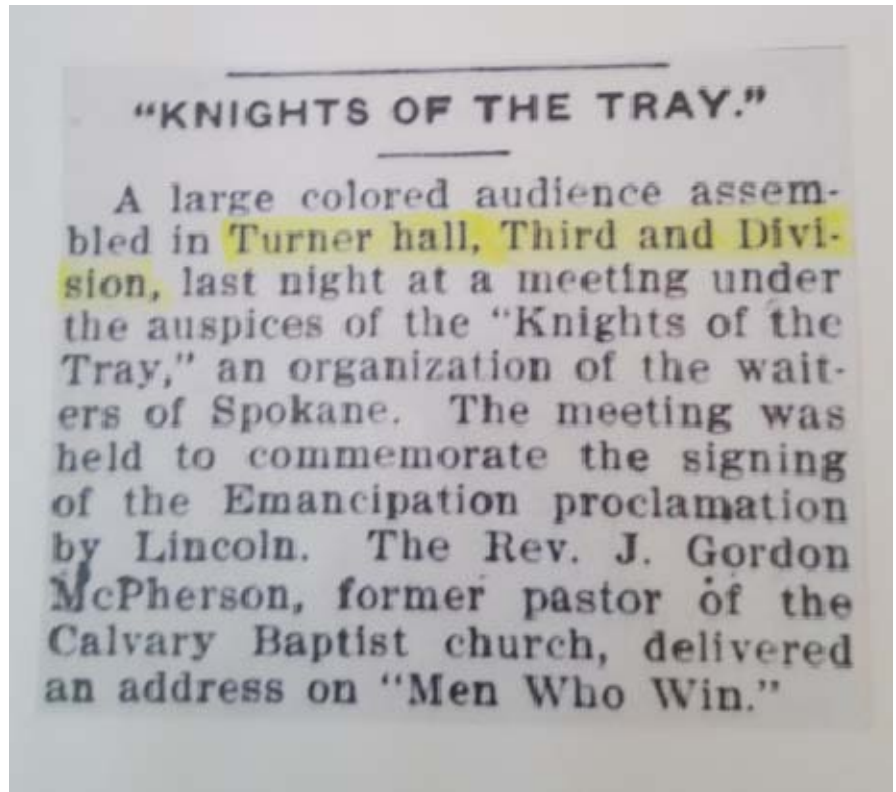 “KNIGHTS OF THE TRAY.”
A large colored audience assem-
bled in Turner hall, Third and Divi-
sion, last night at a meeting under
the auspices of the “Knights of the
Tray,” an organization of the wait-
ers of Spokane. The meeting was
held to commemorate the signing
of the Emancipation proclamation
by Lincoln. The Rev. J. Gordon
McPherson, former pastor of the
Calvary Baptist church, delivered
an address on “Men Who Win.”